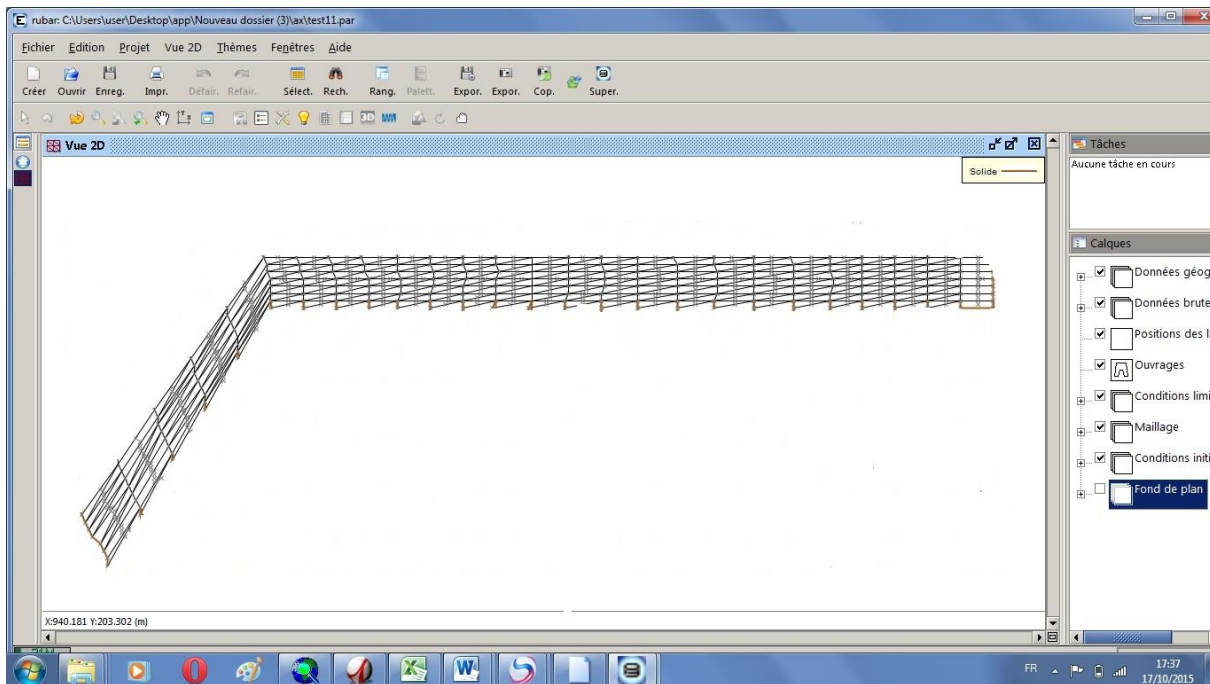 rubar: C:\Users\user\Desktop\app\Nouveau dossier (3)\ax\test11.par
Fichier Edition Projet Vue 2D Thèmes Fenêtres Aide
Créer Ouvrir Enreg. Impr. Défair. Refair. Sélect. Rech. Rang. Palett. Expor. Expor. Cop. Super.
Vue 2D
Solide
Tâches
Aucune tâche en cours
Calques
Données géog
Données brute
Positions des l
Ouvrages
Conditions limi
Maillage
Conditions initi
Fond de plan
X:940.181 Y:203.302 (m)
FR
17:37
17/10/2015